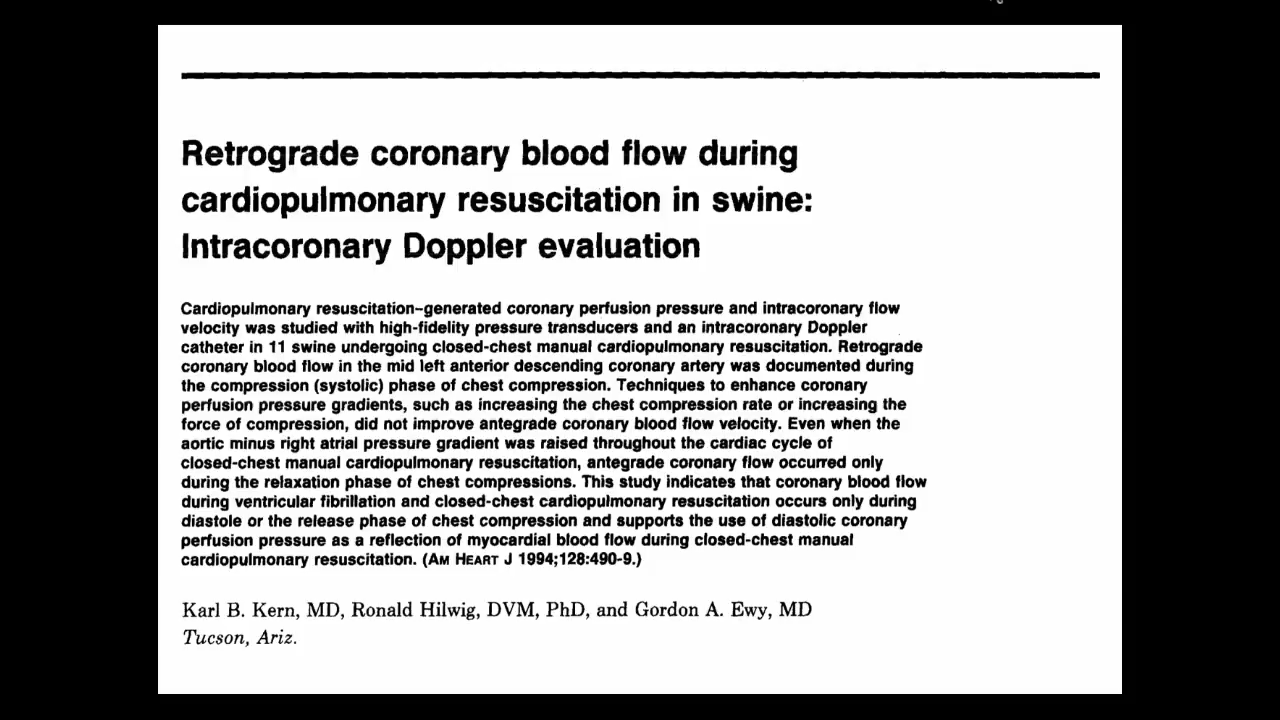 Retrograde coronary blood flow during
cardiopulmonary resuscitation in swine:
Intracoronary Doppler evaluation
Cardiopulmonary resuscitation–generated coronary perfusion pressure and intracoronary flow
velocity was studied with high-fidelity pressure transducers and an intracoronary Doppler
catheter in 11 swine undergoing closed-chest manual cardiopulmonary resuscitation. Retrograde
coronary blood flow in the mid left anterior descending coronary artery was documented during
the compression (systolic) phase of chest compression. Techniques to enhance coronary
perfusion pressure gradients, such as increasing the chest compression rate or increasing the
force of compression, did not improve antegrade coronary blood flow velocity. Even when the
aortic minus right atrial pressure gradient was raised throughout the cardiac cycle of
closed-chest manual cardiopulmonary resuscitation, antegrade coronary flow occurred only
during the relaxation phase of chest compressions. This study indicates that coronary blood flow
during ventricular fibrillation and closed-chest cardiopulmonary resuscitation occurs only during
diastole or the release phase of chest compression and supports the use of diastolic coronary
perfusion pressure as a reflection of myocardial blood flow during closed-chest manual
cardiopulmonary resuscitation. (AM HEART J 1994;128:490-9.)
Karl B. Kern, MD, Ronald Hilwig, DVM, PhD, and Gordon A. Ewy, MD
Tucson, Ariz.